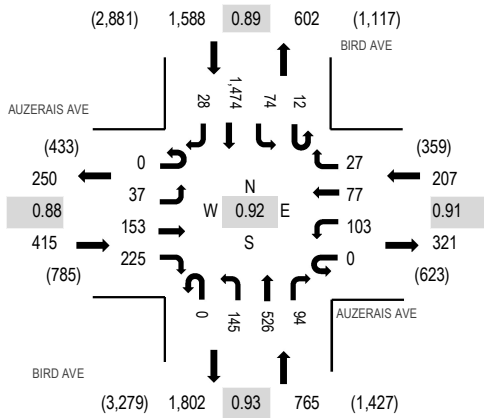 (2,881) 1,588 0.89 602 (1,117)
BIRD AVE
AUZERAIS AVE
28 1,474 74 12
(433) 0 27 (359)
250 37 N 77 207
0.88 W 0.92 E 0.91
153 103
415 S 321
225 0
(785) (623)
0 145 526 94
AUZERAIS AVE
BIRD AVE
(3,279) 1,802 0.93 765 (1,427)